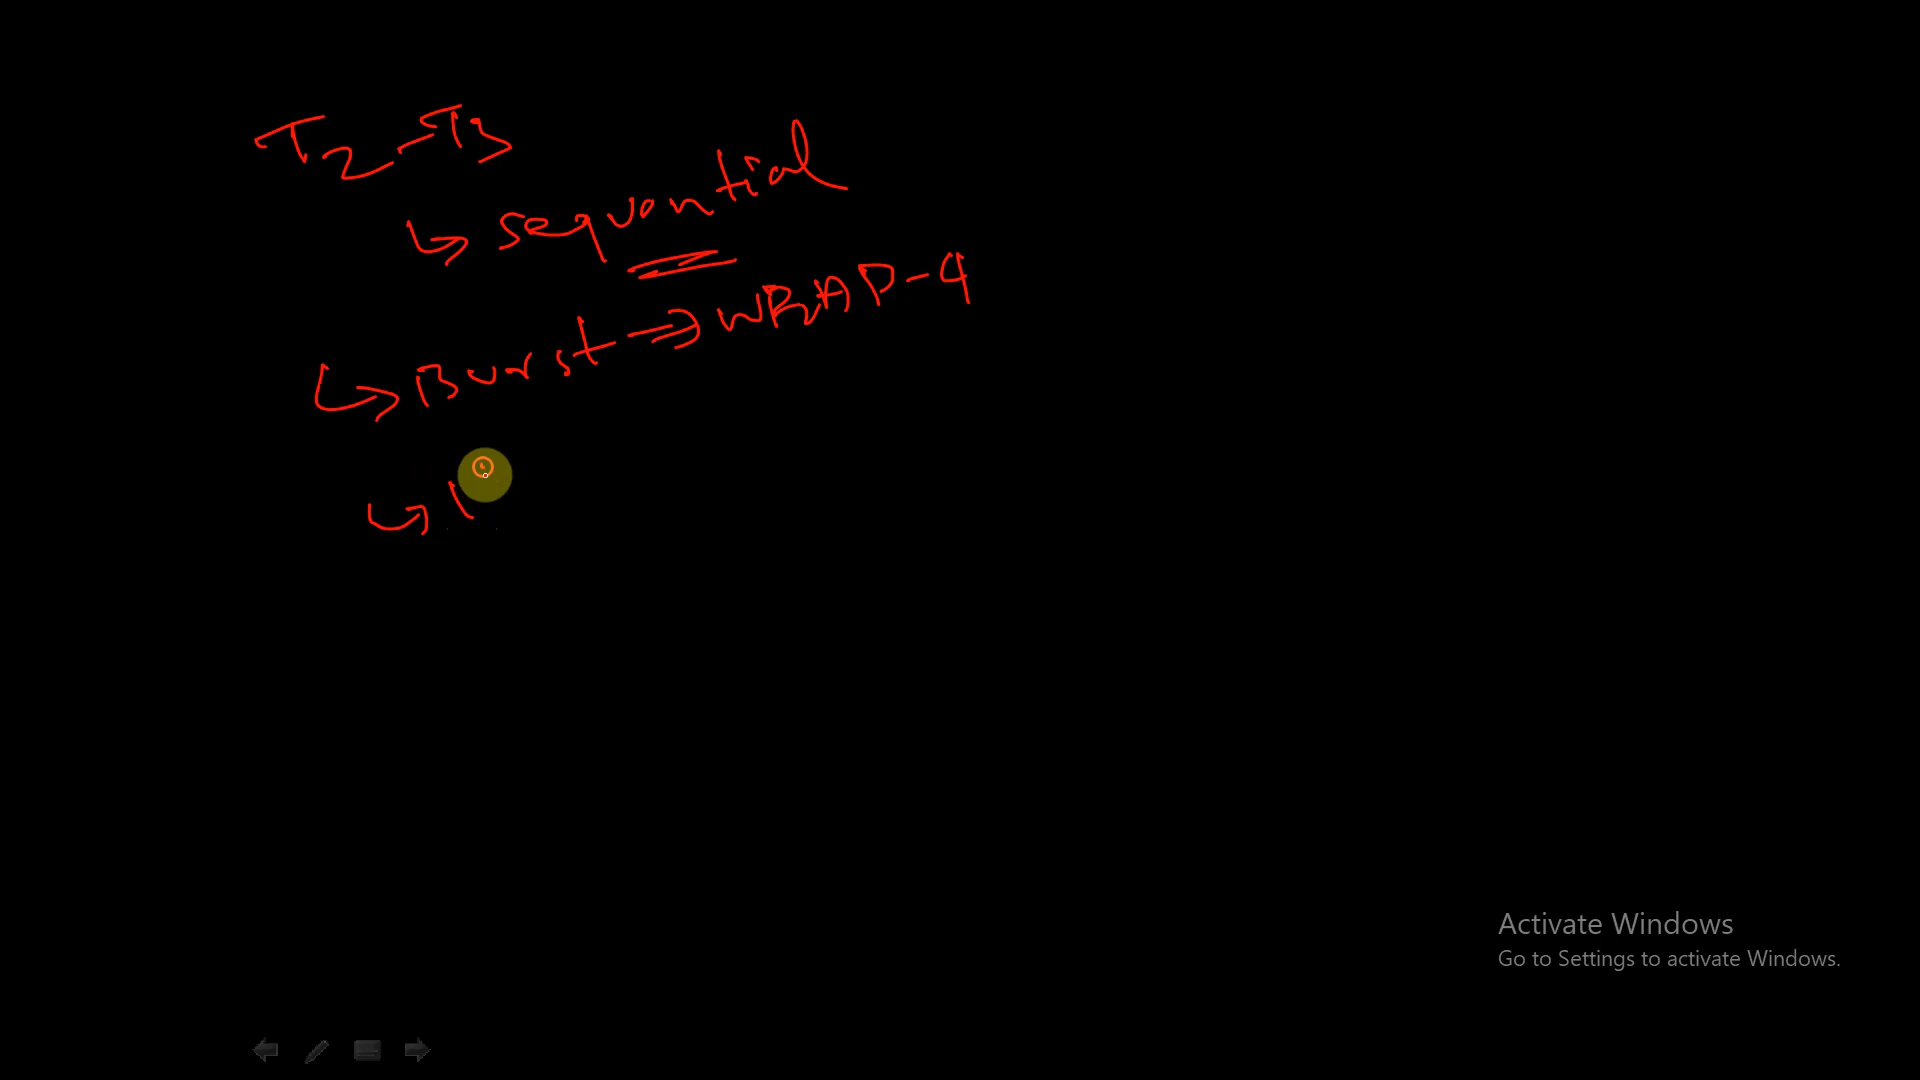 T2-T3
↳ sequential
↳ Burst ⇒ WRAP-4
↳
Activate Windows
Go to Settings to activate Windows.